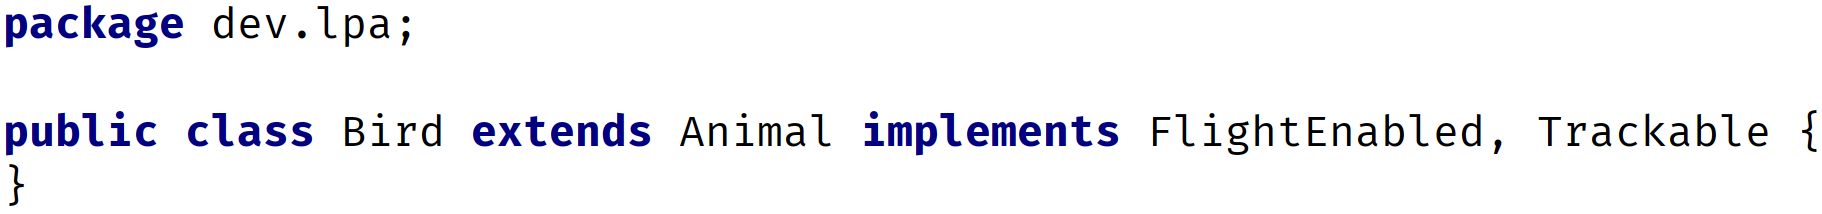 package dev.lpa;
public class Bird extends Animal implements FlightEnabled, Trackable {
}